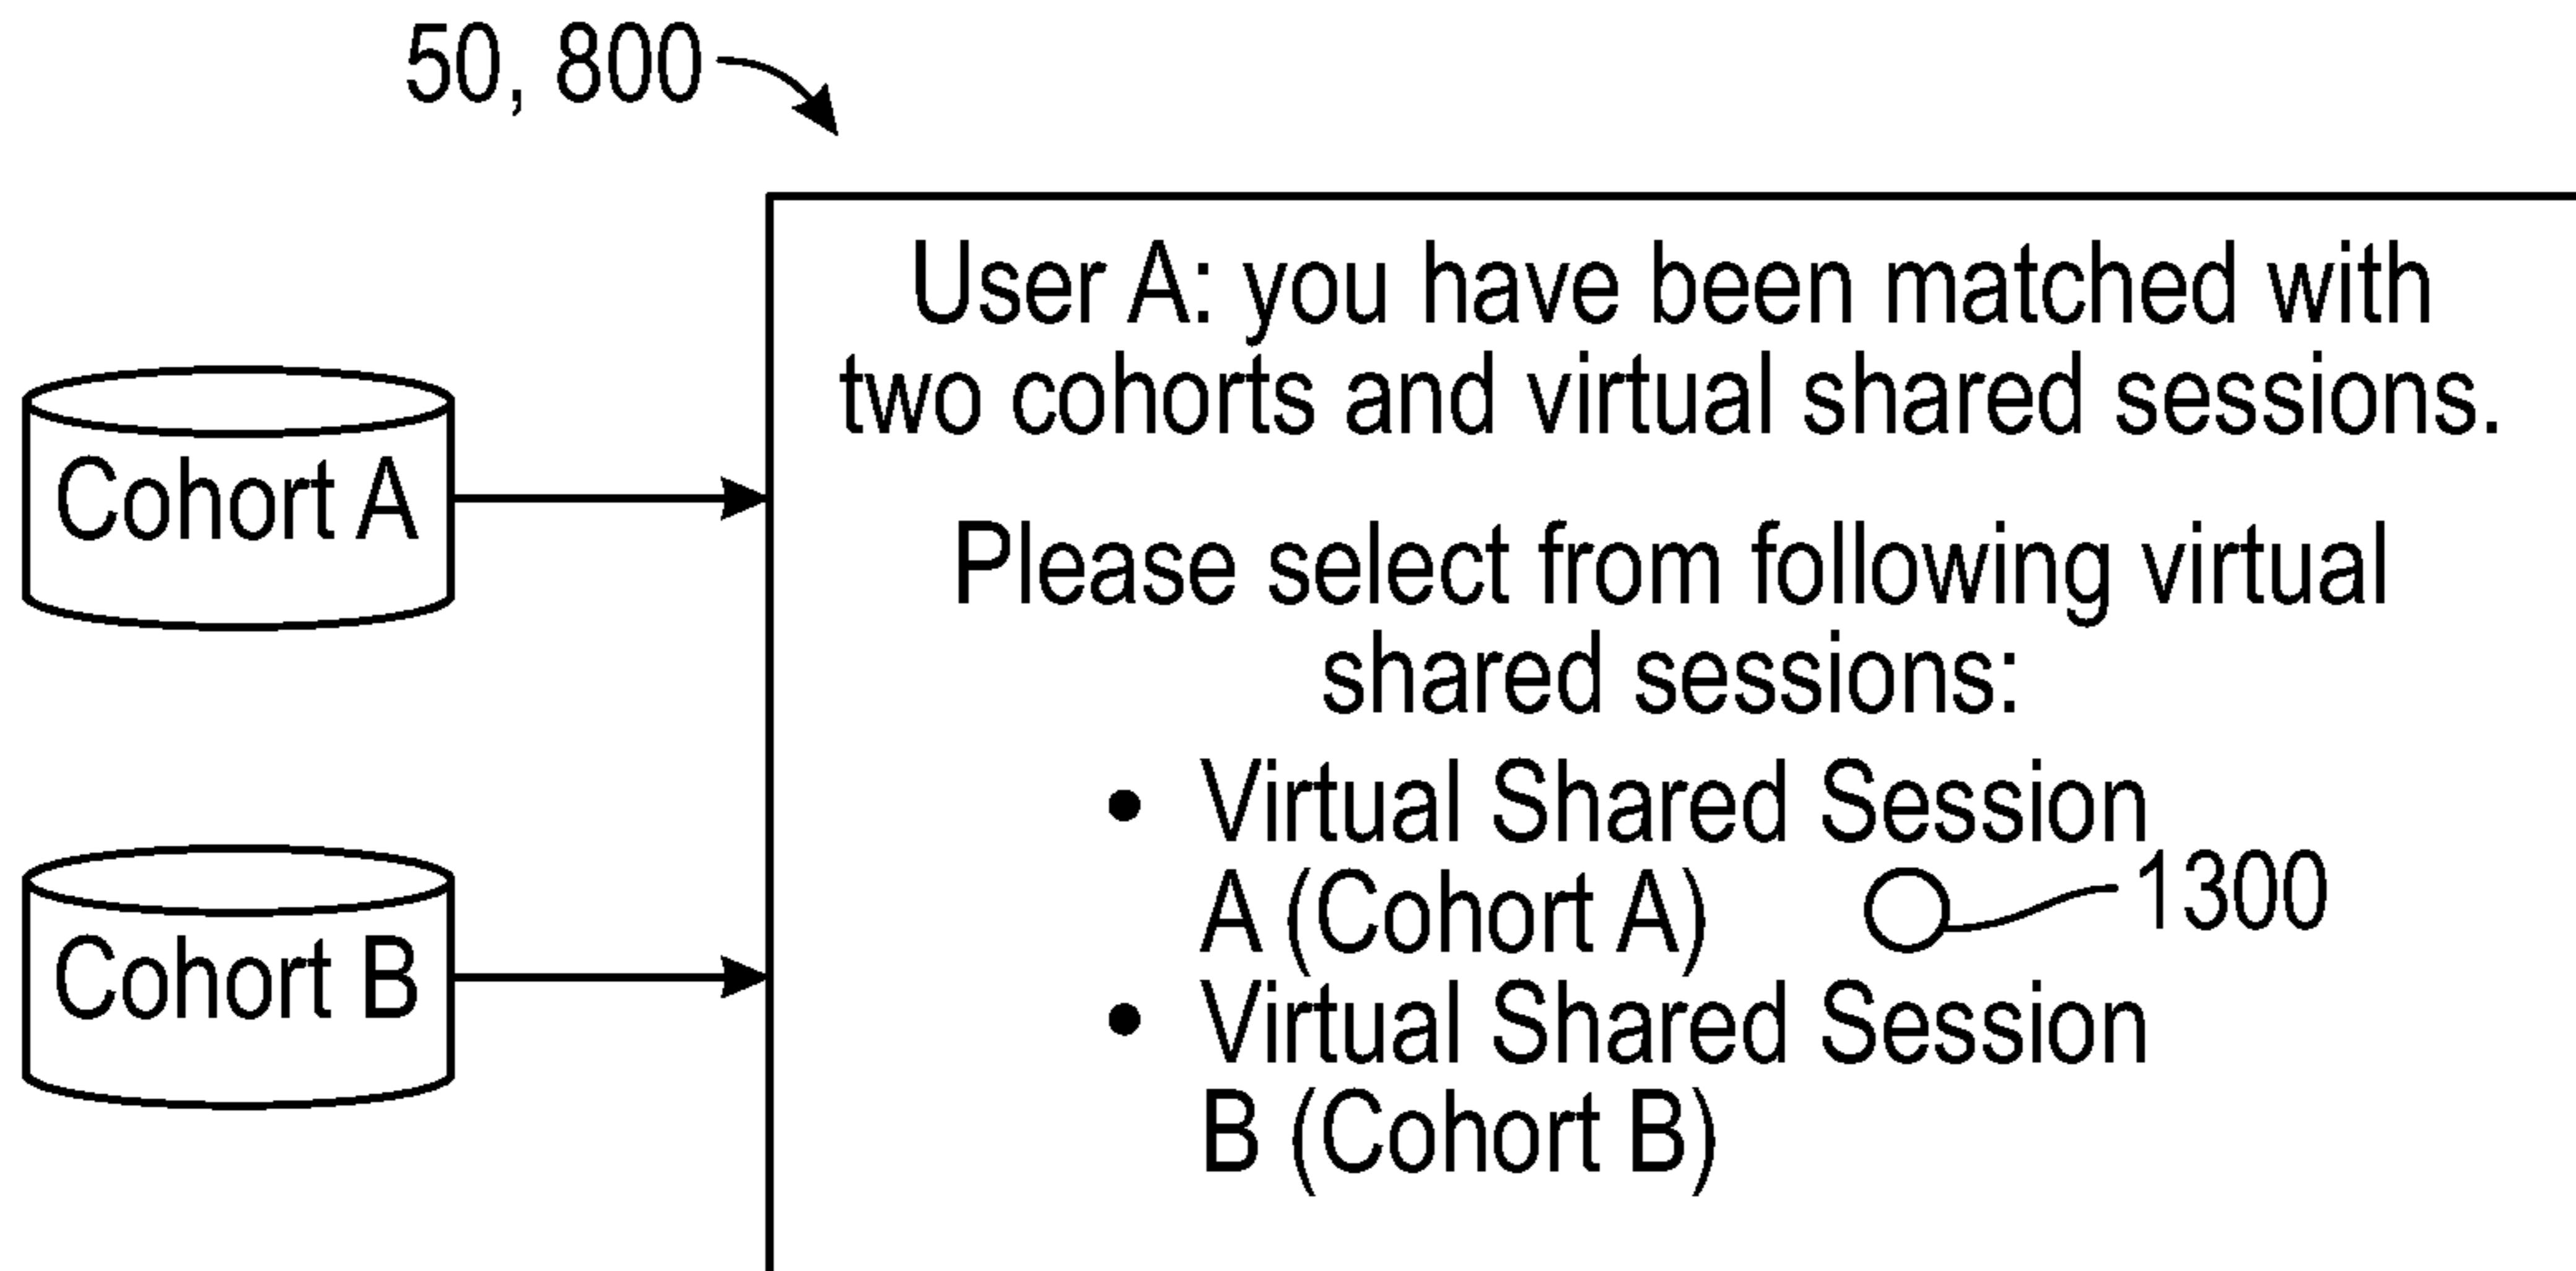 50, 800
User A: you have been matched with
two cohorts and virtual shared sessions.
Cohort A
Please select from following virtual
shared sessions:
• Virtual Shared Session
A (Cohort A)
1300
Cohort B
• Virtual Shared Session
B (Cohort B)